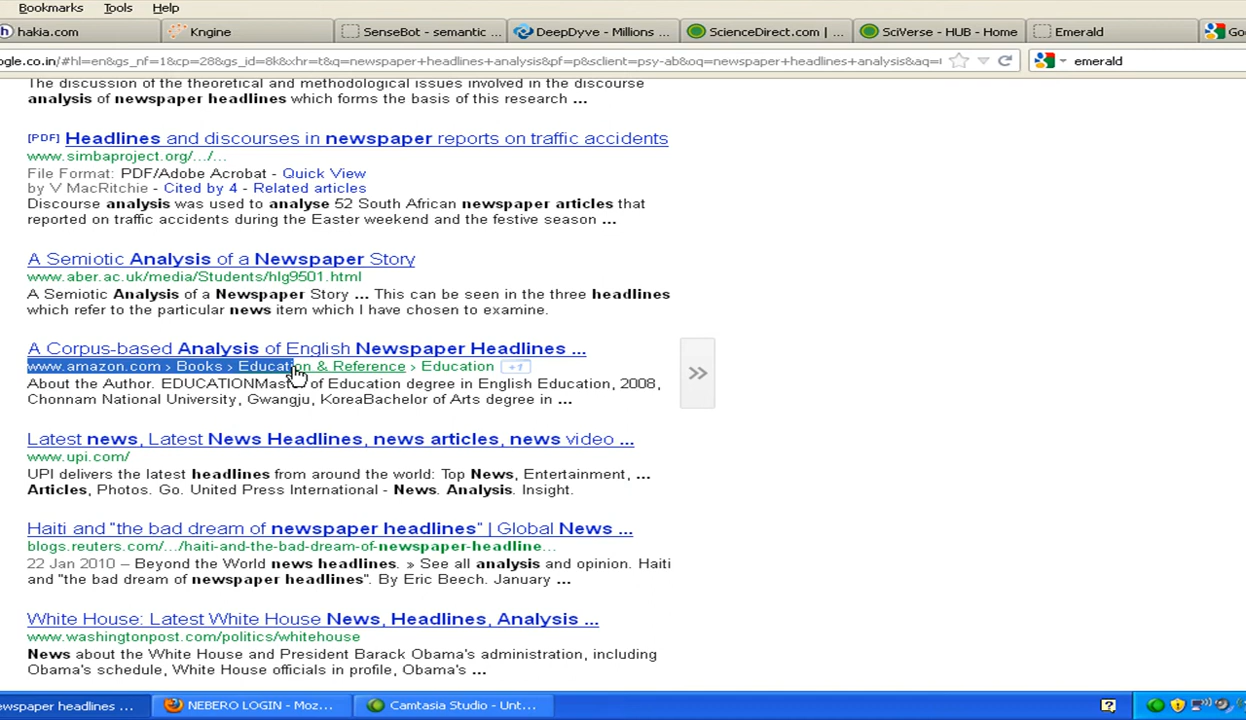 Bookmarks Tools Help
hakia.com Kngine SenseBot - semantic ... DeepDyve - Millions ... ScienceDirect.com | ... SciVerse - HUB - Home Emerald Go
ogle.co.in/#hl=en&gs_nf=1&cp=28&gs_id=8k&xhr=t&q=newspaper+headlines+analysis&pf=p&sclient=psy-ab&oq=newspaper+headlines+analysis&aq= emerald
The discussion of the theoretical and methodological issues involved in the discourse
analysis of newspaper headlines which forms the basis of this research ...
[PDF] Headlines and discourses in newspaper reports on traffic accidents
www.simbaproject.org/.../...
File Format: PDF/Adobe Acrobat - Quick View
by V MacRitchie - Cited by 4 - Related articles
Discourse analysis was used to analyse 52 South African newspaper articles that
reported on traffic accidents during the Easter weekend and the festive season ...
A Semiotic Analysis of a Newspaper Story
www.aber.ac.uk/media/Students/hlg9501.html
A Semiotic Analysis of a Newspaper Story ... This can be seen in the three headlines
which refer to the particular news item which I have chosen to examine.
A Corpus-based Analysis of English Newspaper Headlines ...
www.amazon.com › Books › Education & Reference › Education +1
About the Author. EDUCATIONMaster of Education degree in English Education, 2008,
Chonnam National University, Gwangju, KoreaBachelor of Arts degree in ...
Latest news, Latest News Headlines, news articles, news video ...
www.upi.com/
UPI delivers the latest headlines from around the world: Top News, Entertainment, ...
Articles, Photos. Go. United Press International - News. Analysis. Insight.
Haiti and "the bad dream of newspaper headlines" | Global News ...
blogs.reuters.com/.../haiti-and-the-bad-dream-of-newspaper-headline...
22 Jan 2010 – Beyond the World news headlines. » See all analysis and opinion. Haiti
and "the bad dream of newspaper headlines". By Eric Beech. January ...
White House: Latest White House News, Headlines, Analysis ...
www.washingtonpost.com/politics/whitehouse
News about the White House and President Barack Obama's administration, including
Obama's schedule, White House officials in profile, Obama's ...
ewspaper headlines ... NEBERO LOGIN - Moz... Camtasia Studio - Unt...